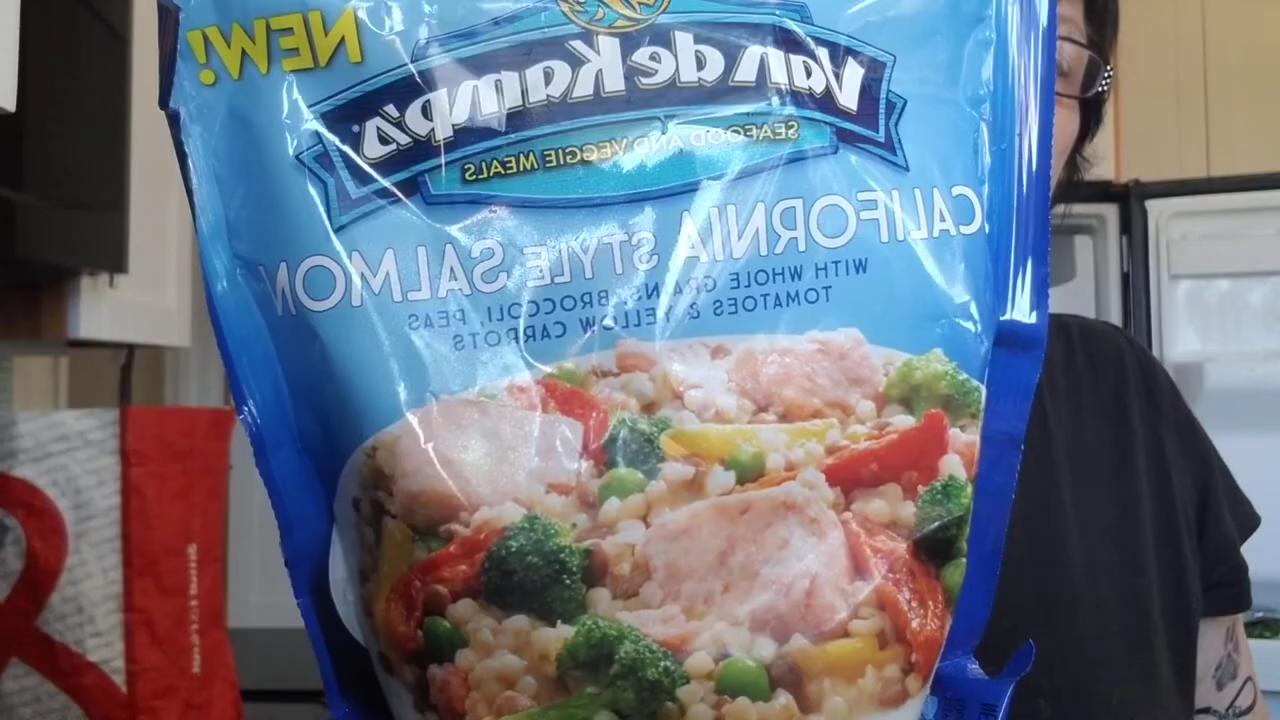 NEW!
Van de Kamp's
SEAFOOD AND VEGGIE MEALS
CALIFORNIA STYLE SALMON
WITH WHOLE GRAINS, BROCCOLI, PEAS
TOMATOES & YELLOW CARROTS